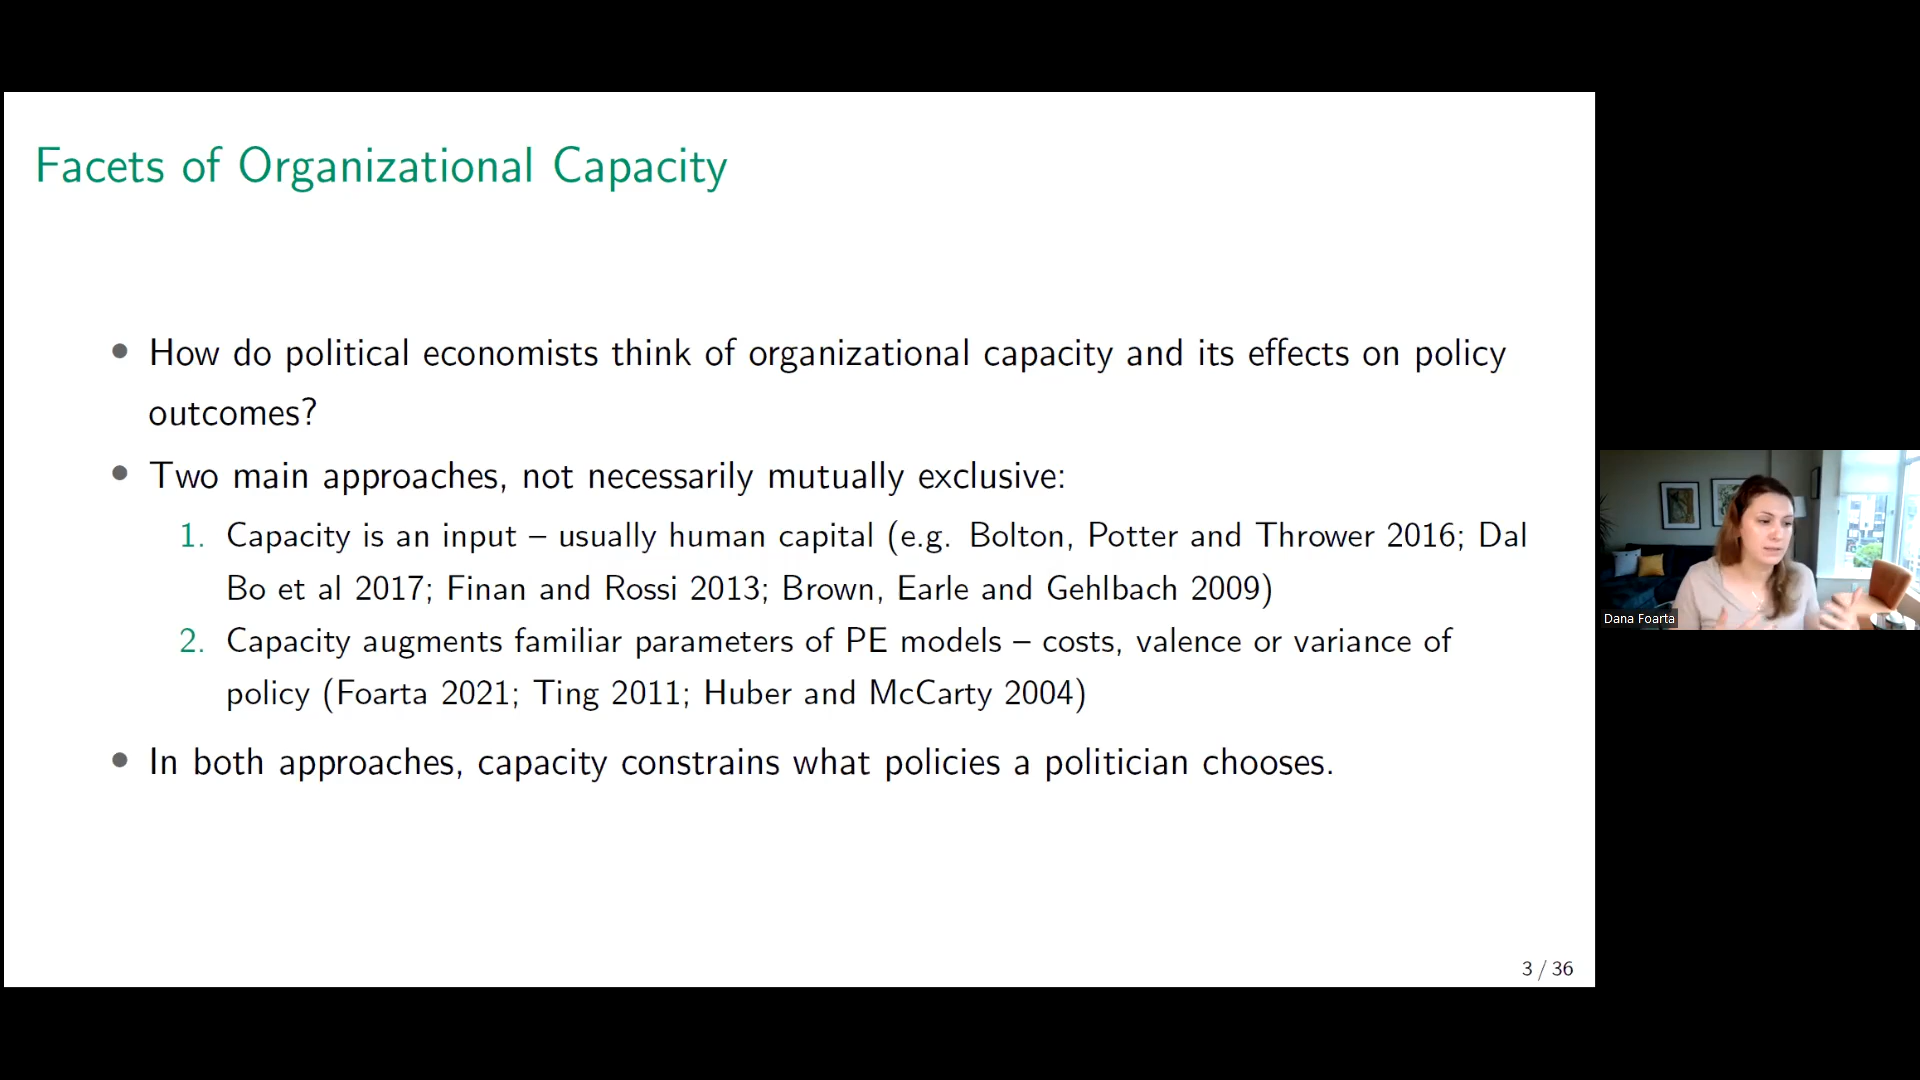 Facets of Organizational Capacity
• How do political economists think of organizational capacity and its effects on policy
outcomes?
• Two main approaches, not necessarily mutually exclusive:
1. Capacity is an input – usually human capital (e.g. Bolton, Potter and Thrower 2016; Dal
Bo et al 2017; Finan and Rossi 2013; Brown, Earle and Gehlbach 2009)
2. Capacity augments familiar parameters of PE models – costs, valence or variance of
policy (Foarta 2021; Ting 2011; Huber and McCarty 2004)
• In both approaches, capacity constrains what policies a politician chooses.
3 / 36
Dana Foarta